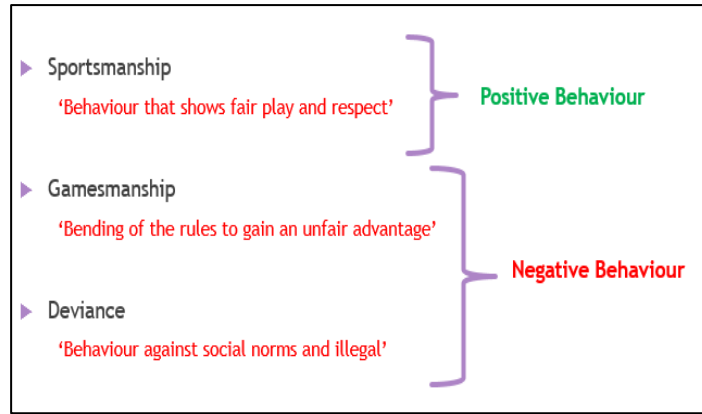 Sportsmanship
‘Behaviour that shows fair play and respect’
Positive Behaviour
Gamesmanship
‘Bending of the rules to gain an unfair advantage’
Negative Behaviour
Deviance
‘Behaviour against social norms and illegal’